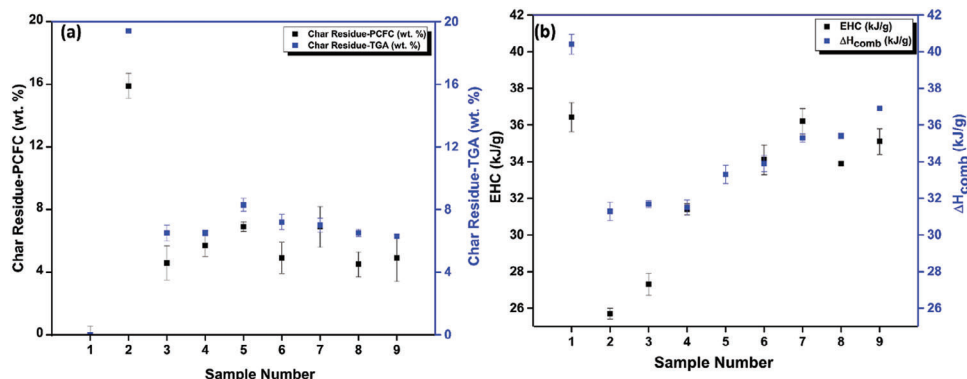 (a)
Char Residue-PCFC (wt. %)
Char Residue-TGA (wt. %)
20
16
12
8
4
0
Char Residue-PCFC (wt. %)
20
16
12
8
4
0
Char Residue-TGA (wt. %)
1 2 3 4 5 6 7 8 9
Sample Number
(b)
EHC (kJ/g)
ΔHcomb (kJ/g)
42
40
38
36
34
32
30
28
26
EHC (kJ/g)
42
40
38
36
34
32
30
28
26
ΔHcomb (kJ/g)
1 2 3 4 5 6 7 8 9
Sample Number